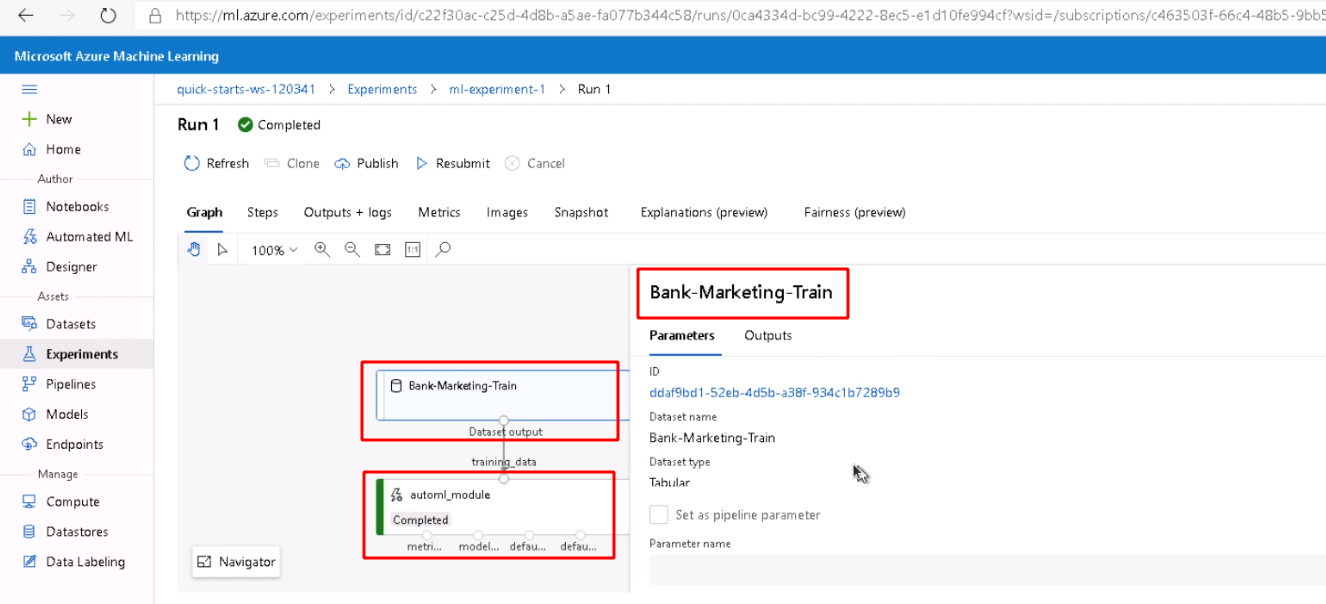 https://ml.azure.com/experiments/id/c22f30ac-c25d-4d8b-a5ae-fa077b344c58/runs/0ca4334d-bc99-4222-8ec5-e1d10fe994cf?wsid=/subscriptions/c463503f-66c4-48b5-9bb5
Microsoft Azure Machine Learning
quick-starts-ws-120341 > Experiments > ml-experiment-1 > Run 1
New
Home
Author
Notebooks
Automated ML
Designer
Assets
Datasets
Experiments
Pipelines
Models
Endpoints
Manage
Compute
Datastores
Data Labeling
Run 1 Completed
Refresh Clone Publish Resubmit Cancel
Graph Steps Outputs + logs Metrics Images Snapshot Explanations (preview) Fairness (preview)
100% 1:1
Bank-Marketing-Train
Dataset output
training_data
automl_module
Completed
metri... model... defau... defau...
Navigator
Bank-Marketing-Train
Parameters Outputs
ID
ddaf9bd1-52eb-4d5b-a38f-934c1b7289b9
Dataset name
Bank-Marketing-Train
Dataset type
Tabular
Set as pipeline parameter
Parameter name